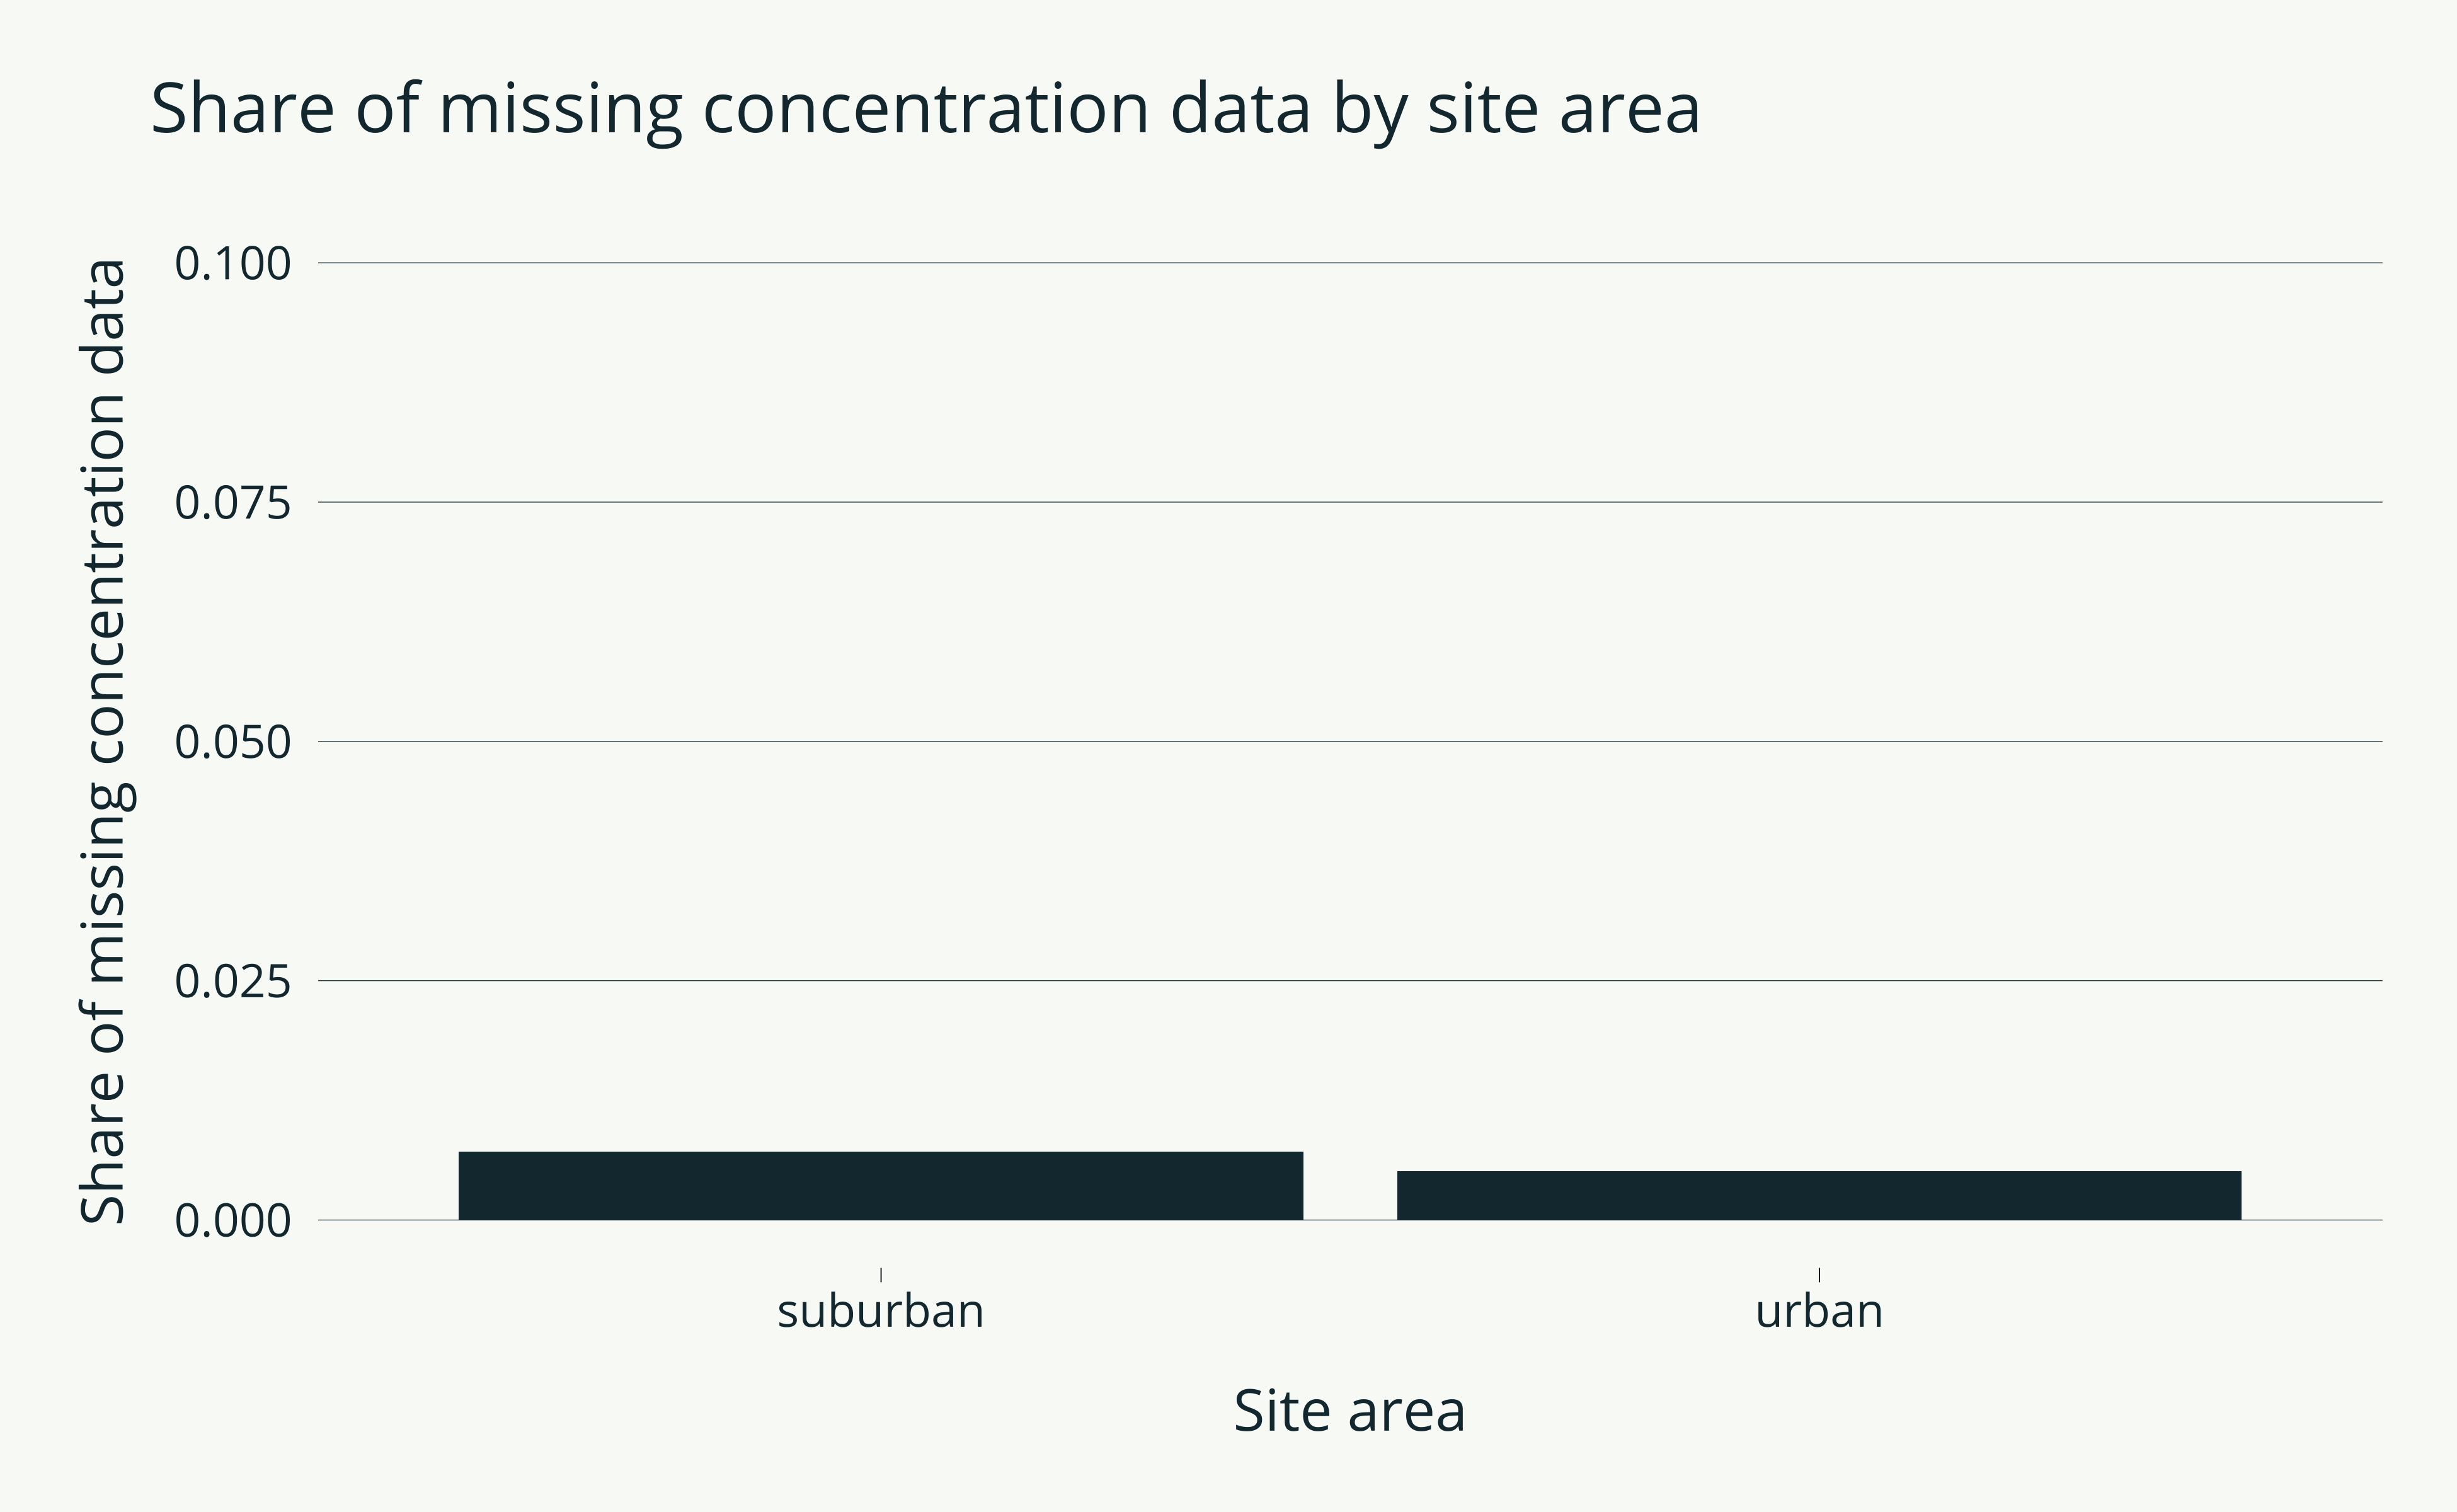 Share of missing concentration data by site area
Share of missing concentration data
0.100
0.075
0.050
0.025
0.000
suburban
urban
Site area